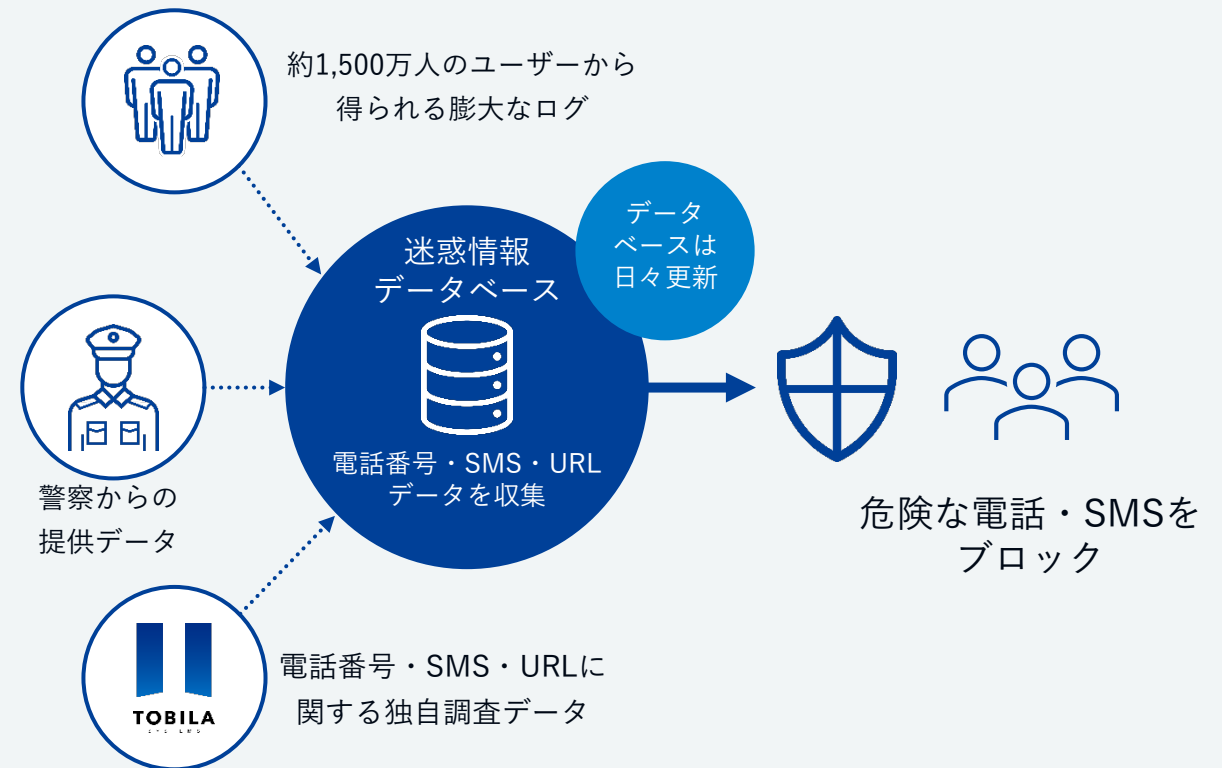 約1,500万人のユーザーから
得られる膨大なログ
データ
ベースは
日々更新
迷惑情報
データベース
電話番号・SMS・URL
データを収集
警察からの
提供データ
危険な電話・SMSを
ブロック
電話番号・SMS・URLに
関する独自調査データ
TOBILA